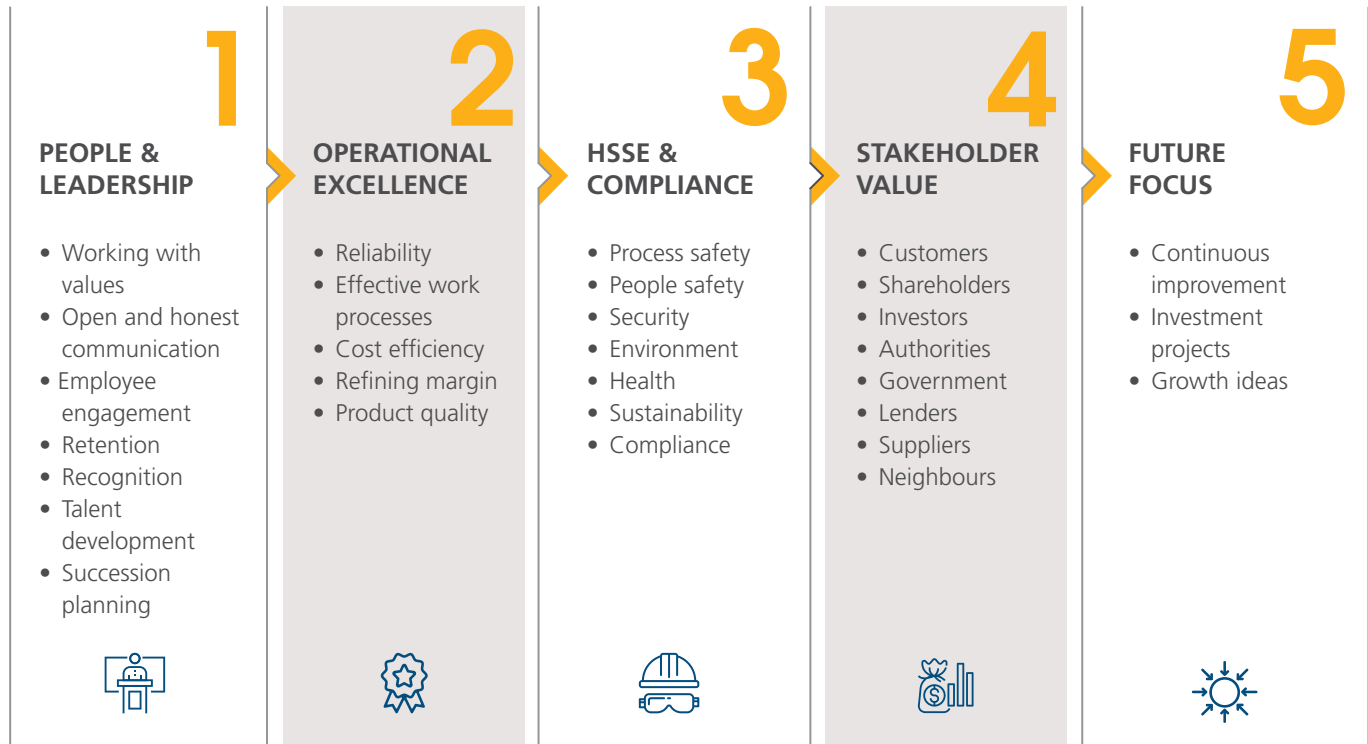 1
PEOPLE &
LEADERSHIP
• Working with
values
• Open and honest
communication
• Employee
engagement
• Retention
• Recognition
• Talent
development
• Succession
planning
2
OPERATIONAL
EXCELLENCE
• Reliability
• Effective work
processes
• Cost efficiency
• Refining margin
• Product quality
3
HSSE &
COMPLIANCE
• Process safety
• People safety
• Security
• Environment
• Health
• Sustainability
• Compliance
4
STAKEHOLDER
VALUE
• Customers
• Shareholders
• Investors
• Authorities
• Government
• Lenders
• Suppliers
• Neighbours
$
5
FUTURE
FOCUS
• Continuous
improvement
• Investment
projects
• Growth ideas